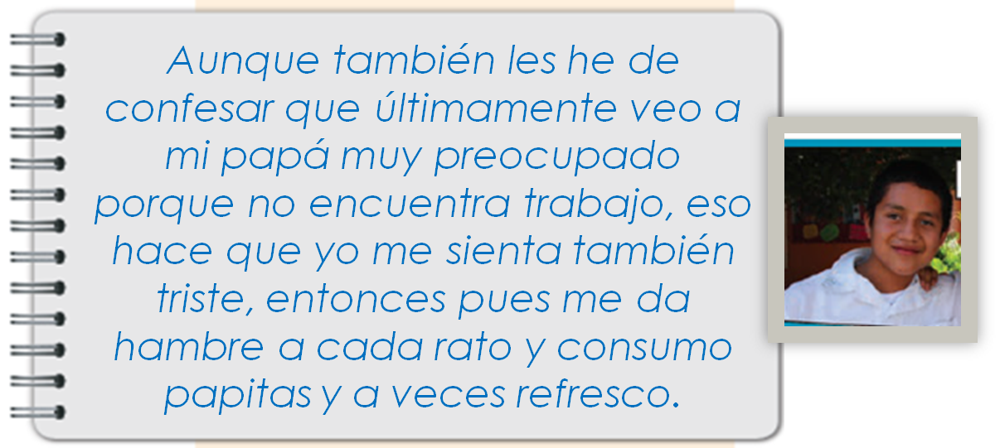 Aunque también les he de
confesar que últimamente veo a
mi papá muy preocupado
porque no encuentra trabajo, eso
hace que yo me sienta también
triste, entonces pues me da
hambre a cada rato y consumo
papitas y a veces refresco.